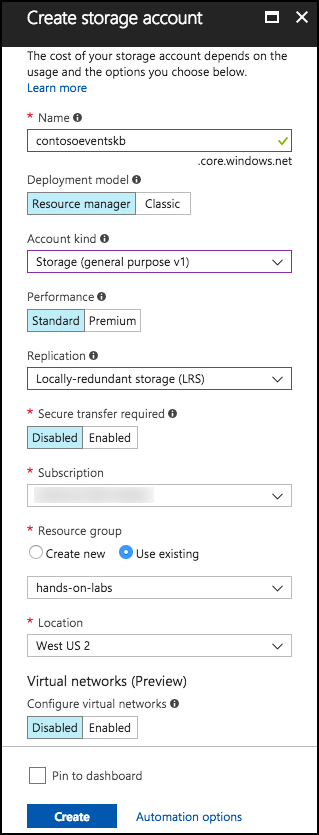 Create storage account
The cost of your storage account depends on the
usage and the options you choose below.
Learn more
* Name
contosoeventskb
.core.windows.net
Deployment model
Resource manager Classic
Account kind
Storage (general purpose v1)
Performance
Standard Premium
Replication
Locally-redundant storage (LRS)
* Secure transfer required
Disabled Enabled
* Subscription
* Resource group
Create new Use existing
hands-on-labs
* Location
West US 2
Virtual networks (Preview)
Configure virtual networks
Disabled Enabled
Pin to dashboard
Create Automation options